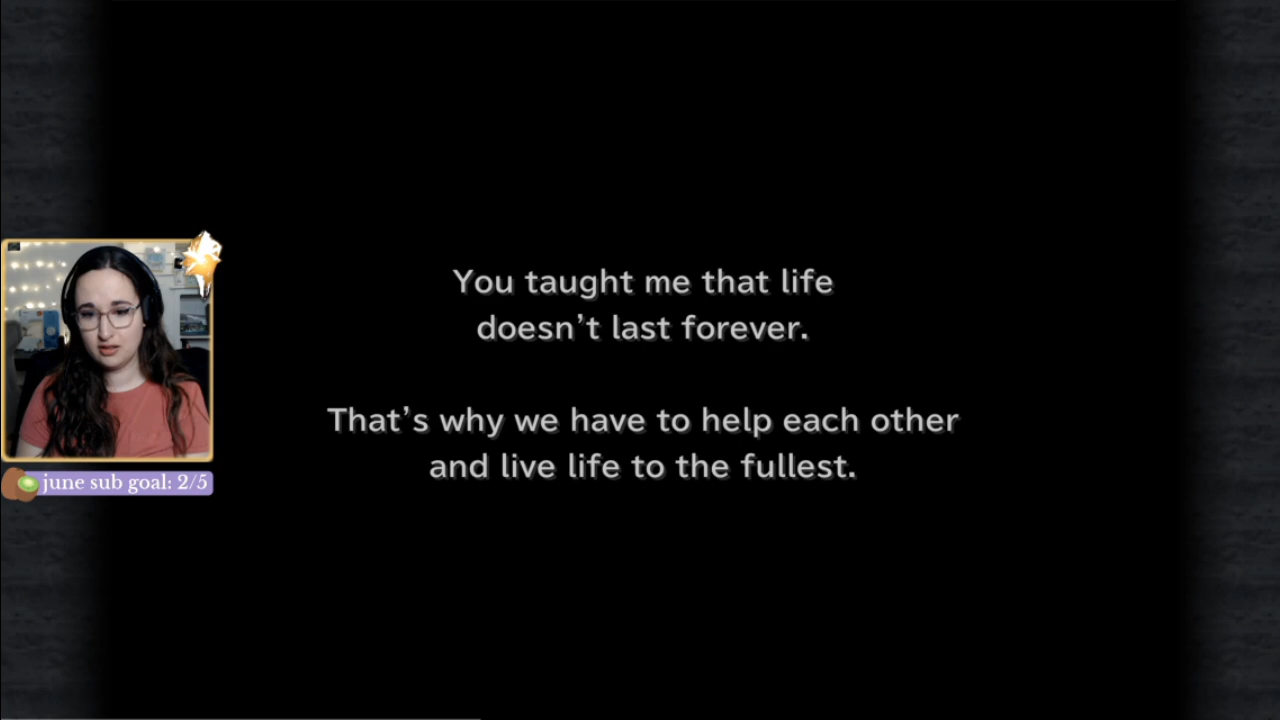 You taught me that life
doesn’t last forever.
That’s why we have to help each other
and live life to the fullest.
june sub goal: 2/5